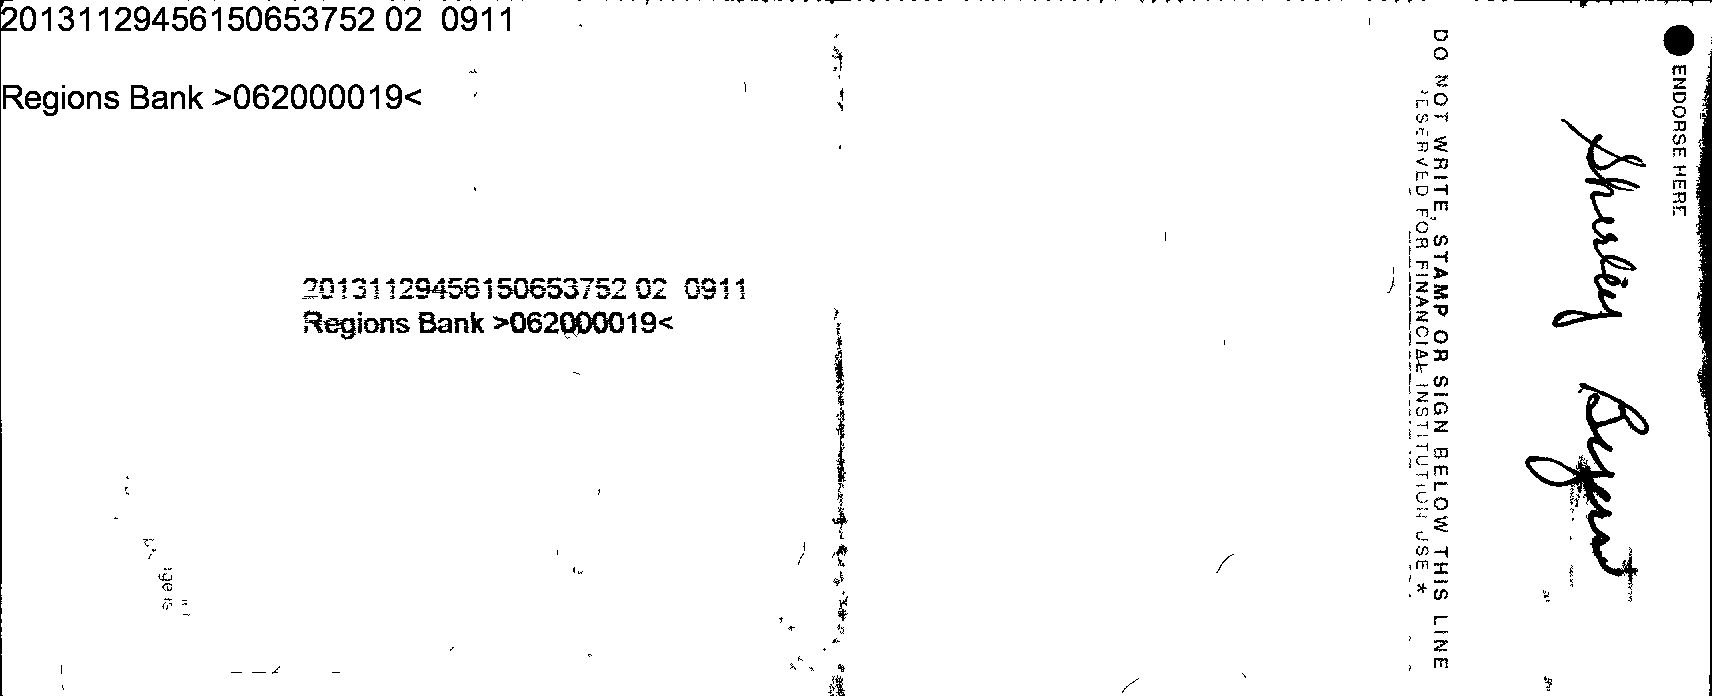 20131129456150653752 02 0911
Regions Bank >062000019<
20131129456150653752 02 0911
Regions Bank >062000019<
ENDORSE HERE
Shirley
DO NOT WRITE, STAMP OR SIGN BELOW THIS LINE
RESERVED FOR FINANCIAL INSTITUTION USE *